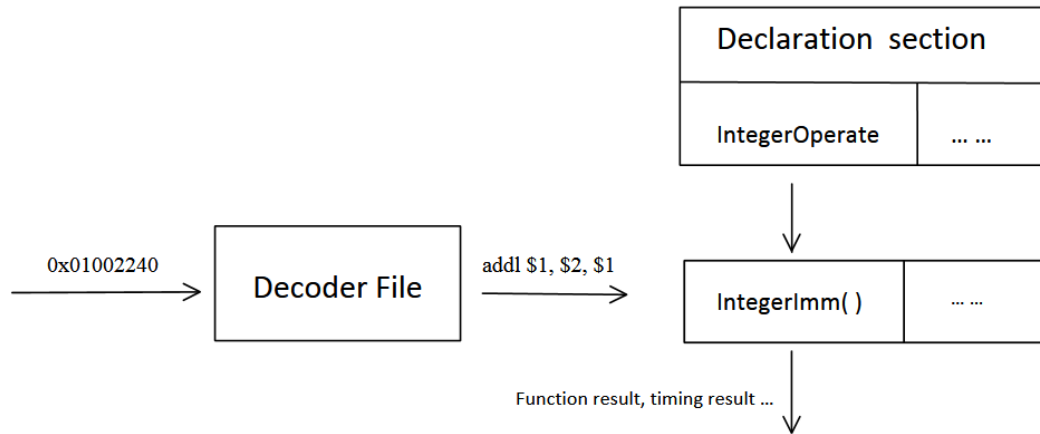 Declaration section
IntegerOperate
... ...
0x01002240
Decoder File
addl $1, $2, $1
IntegerImm( )
... ...
Function result, timing result ...